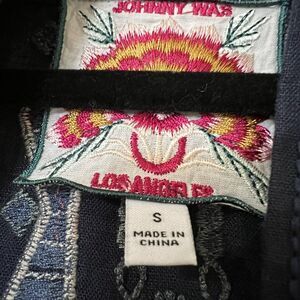 JOHNNY WAS
LOS ANGELES
S
MADE IN
CHINA